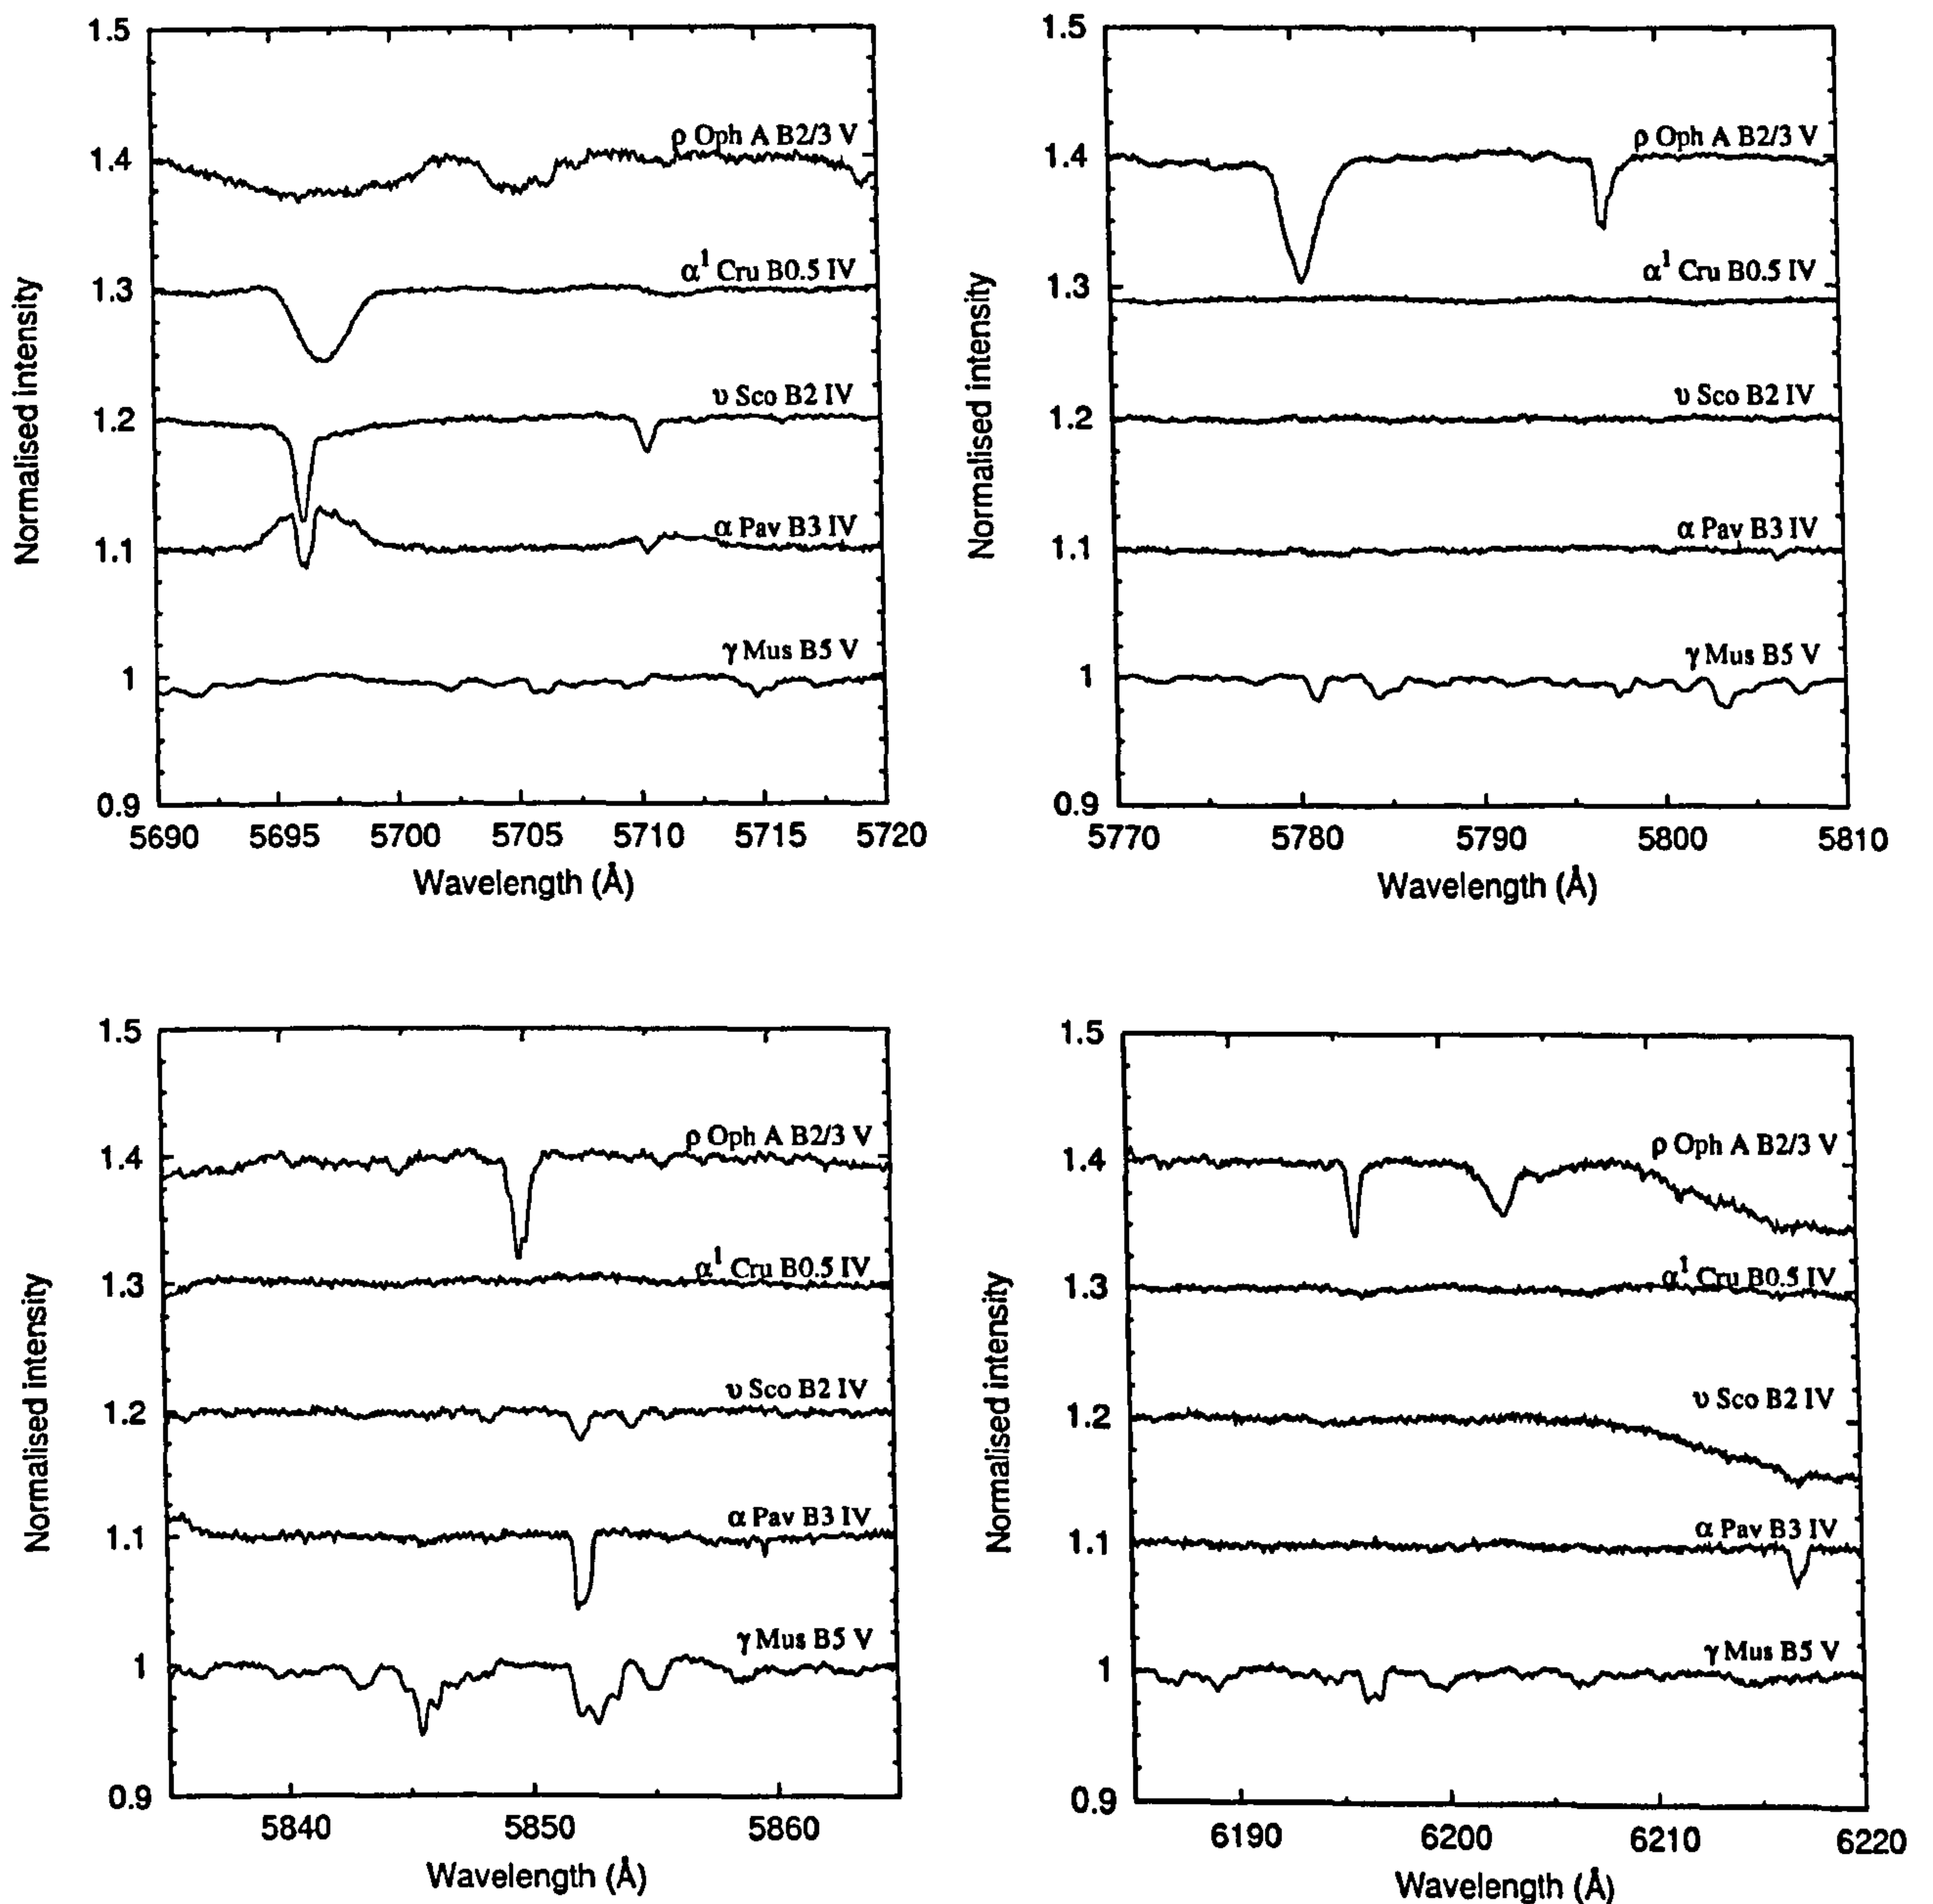 1.5
1.4
1.3
1.2
1.1
1
0.9
Normalised intensity
ρ Oph A B2/3 V
α¹ Cru B0.5 IV
υ Sco B2 IV
α Pav B3 IV
γ Mus B5 V
5690 5695 5700 5705 5710 5715 5720
Wavelength (Å)
1.5
1.4
1.3
1.2
1.1
1
0.9
Normalised intensity
ρ Oph A B2/3 V
α¹ Cru B0.5 IV
υ Sco B2 IV
α Pav B3 IV
γ Mus B5 V
5770 5780 5790 5800 5810
Wavelength (Å)
1.5
1.4
1.3
1.2
1.1
1
0.9
Normalised intensity
ρ Oph A B2/3 V
α¹ Cru B0.5 IV
υ Sco B2 IV
α Pav B3 IV
γ Mus B5 V
5840 5850 5860
Wavelength (Å)
1.5
1.4
1.3
1.2
1.1
1
0.9
Normalised intensity
ρ Oph A B2/3 V
α¹ Cru B0.5 IV
υ Sco B2 IV
α Pav B3 IV
γ Mus B5 V
6190 6200 6210 6220
Wavelength (Å)